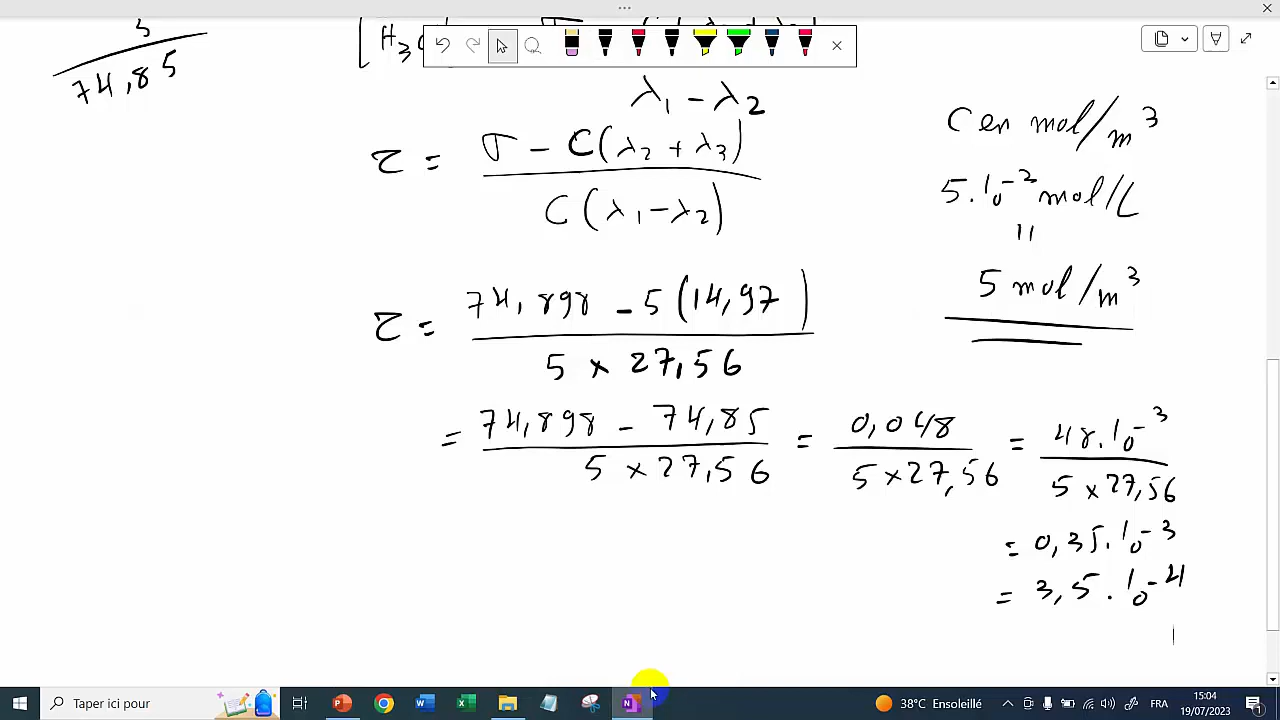 5
74,85
[H3O
λ1 - λ2
τ = σ - C(λ2 + λ3) / C(λ1 - λ2)
C en mol/m³
5.10⁻³ mol/L
=
5 mol/m³
τ = 74,898 - 5(14,97) / 5 × 27,56
= 74,898 - 74,85 / 5 × 27,56 = 0,048 / 5 × 27,56 = 48.10⁻³ / 5 × 27,56
= 0,35.10⁻³
= 3,5.10⁻⁴
Taper ici pour
38°C Ensoleillé
FRA
15:04
19/07/2023